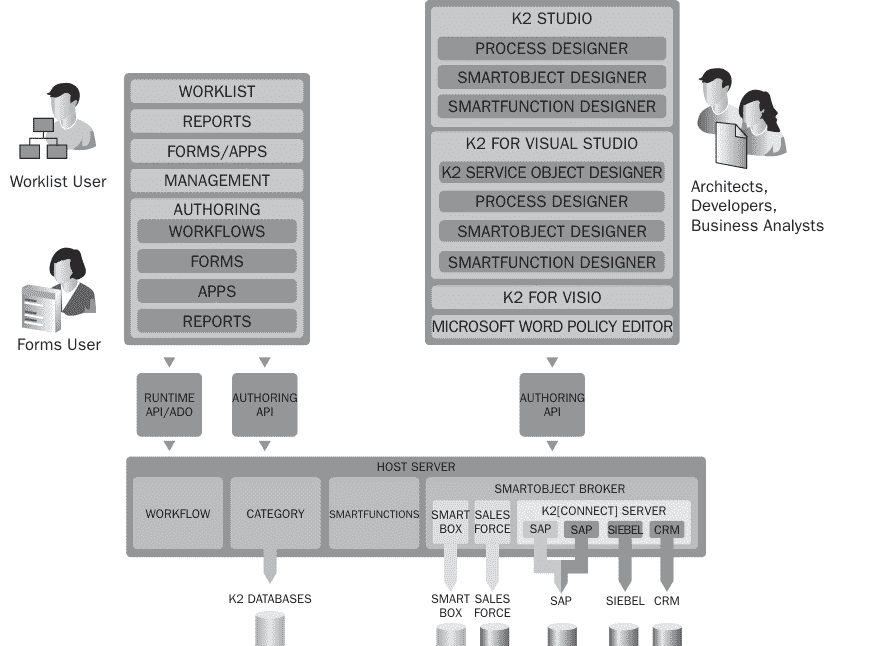 K2 STUDIO
PROCESS DESIGNER
SMARTOBJECT DESIGNER
SMARTFUNCTION DESIGNER
K2 FOR VISUAL STUDIO
K2 SERVICE OBJECT DESIGNER
PROCESS DESIGNER
SMARTOBJECT DESIGNER
SMARTFUNCTION DESIGNER
K2 FOR VISIO
MICROSOFT WORD POLICY EDITOR
Architects,
Developers,
Business Analysts
Worklist User
Forms User
WORKLIST
REPORTS
FORMS/APPS
MANAGEMENT
AUTHORING
WORKFLOWS
FORMS
APPS
REPORTS
RUNTIME
API/ADO
AUTHORING
API
AUTHORING
API
HOST SERVER
WORKFLOW
CATEGORY
SMARTFUNCTIONS
SMARTOBJECT BROKER
SMART
BOX
SALES
FORCE
K2[CONNECT] SERVER
SAP
SAP
SIEBEL
CRM
K2 DATABASES
SMART
BOX
SALES
FORCE
SAP
SIEBEL
CRM